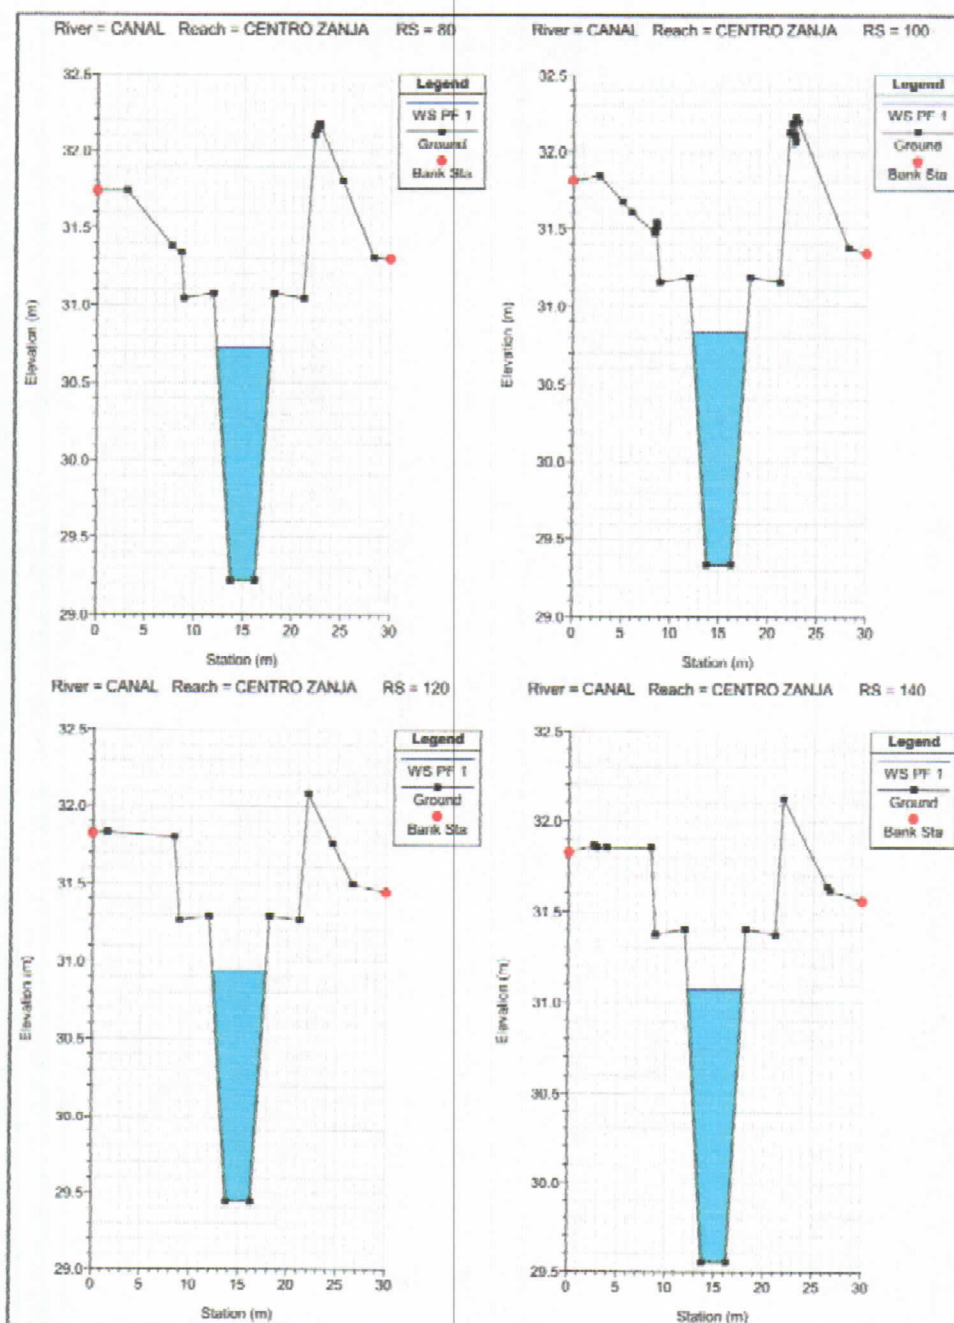 River = CANAL Reach = CENTRO ZANJA RS = 80
Legend
WS PF 1
Ground
Bank Sta
Elevation (m)
32.5
32.0
31.5
31.0
30.5
30.0
29.5
29.0
0 5 10 15 20 25 30
Station (m)
River = CANAL Reach = CENTRO ZANJA RS = 100
Legend
WS PF 1
Ground
Bank Sta
Elevation (m)
32.5
32.0
31.5
31.0
30.5
30.0
29.5
29.0
0 5 10 15 20 25 30
Station (m)
River = CANAL Reach = CENTRO ZANJA RS = 120
Legend
WS PF 1
Ground
Bank Sta
Elevation (m)
32.5
32.0
31.5
31.0
30.5
30.0
29.5
29.0
0 5 10 15 20 25 30
Station (m)
River = CANAL Reach = CENTRO ZANJA RS = 140
Legend
WS PF 1
Ground
Bank Sta
Elevation (m)
32.5
32.0
31.5
31.0
30.5
30.0
29.5
0 5 10 15 20 25 30
Station (m)